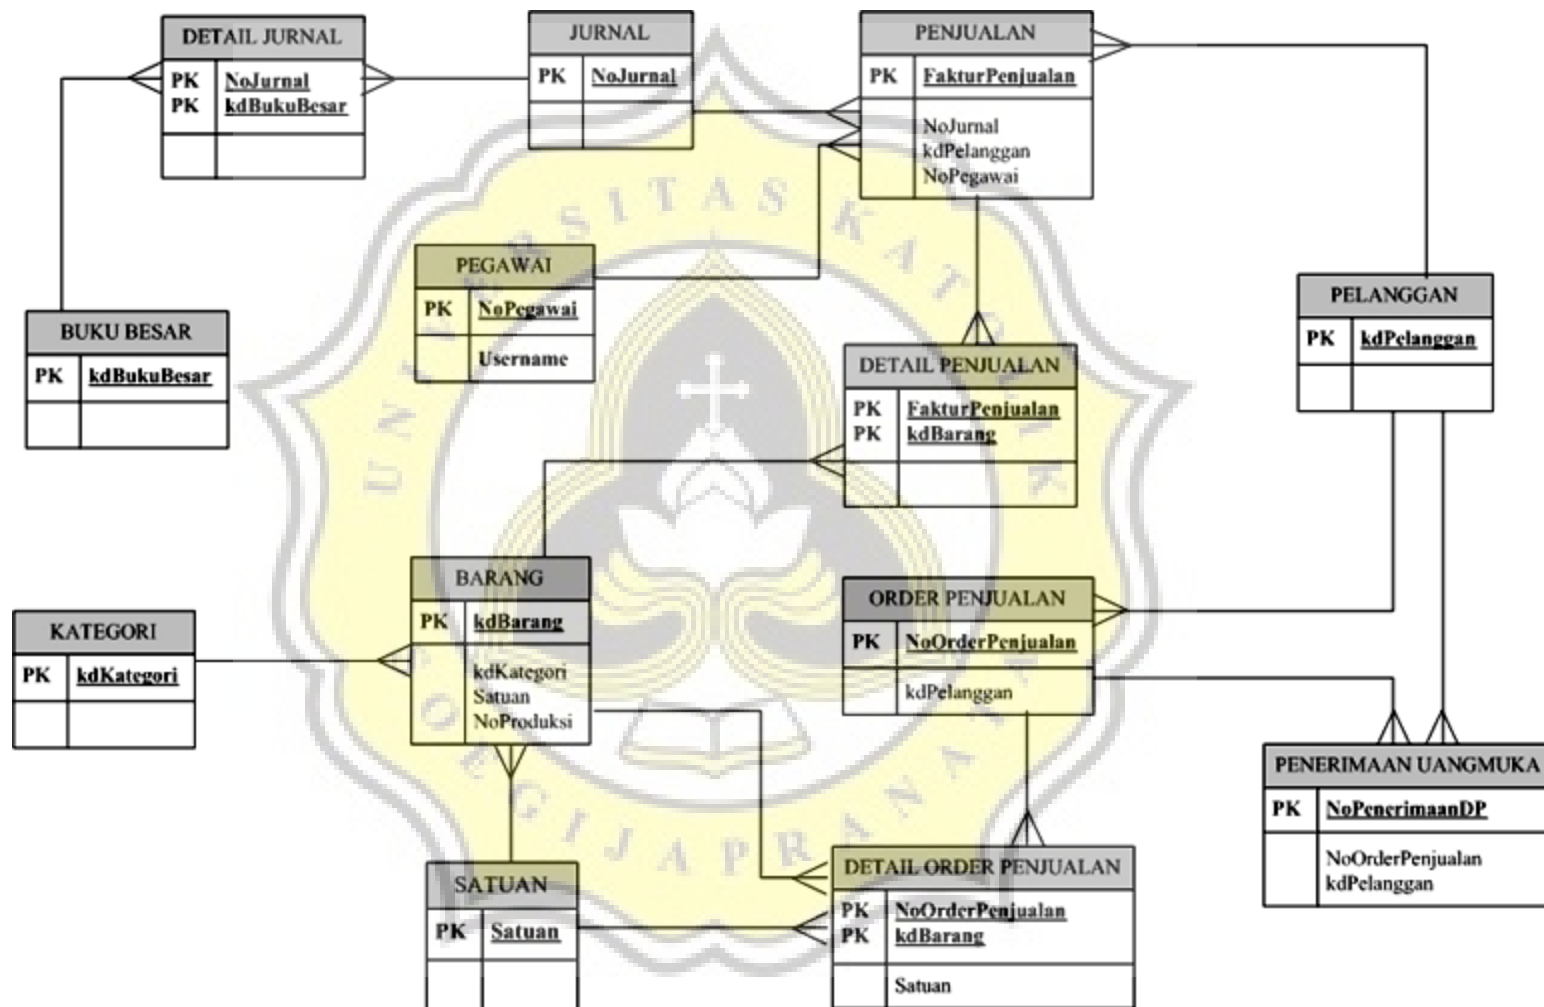 DETAIL JURNAL
PK NoJurnal
PK kdBukuBesar
JURNAL
PK NoJurnal
PENJUALAN
PK FakturPenjualan
NoJurnal
kdPelanggan
NoPegawai
PEGAWAI
PK NoPegawai
Username
PELANGGAN
PK kdPelanggan
BUKU BESAR
PK kdBukuBesar
DETAIL PENJUALAN
PK FakturPenjualan
PK kdBarang
BARANG
PK kdBarang
kdKategori
Satuan
NoProduksi
ORDER PENJUALAN
PK NoOrderPenjualan
kdPelanggan
KATEGORI
PK kdKategori
PENERIMAAN UANGMUKA
PK NoPenerimaanDP
NoOrderPenjualan
kdPelanggan
SATUAN
PK Satuan
DETAIL ORDER PENJUALAN
PK NoOrderPenjualan
PK kdBarang
Satuan
UNIVERSITAS KATOLIK
SOEGIJAPRANATA